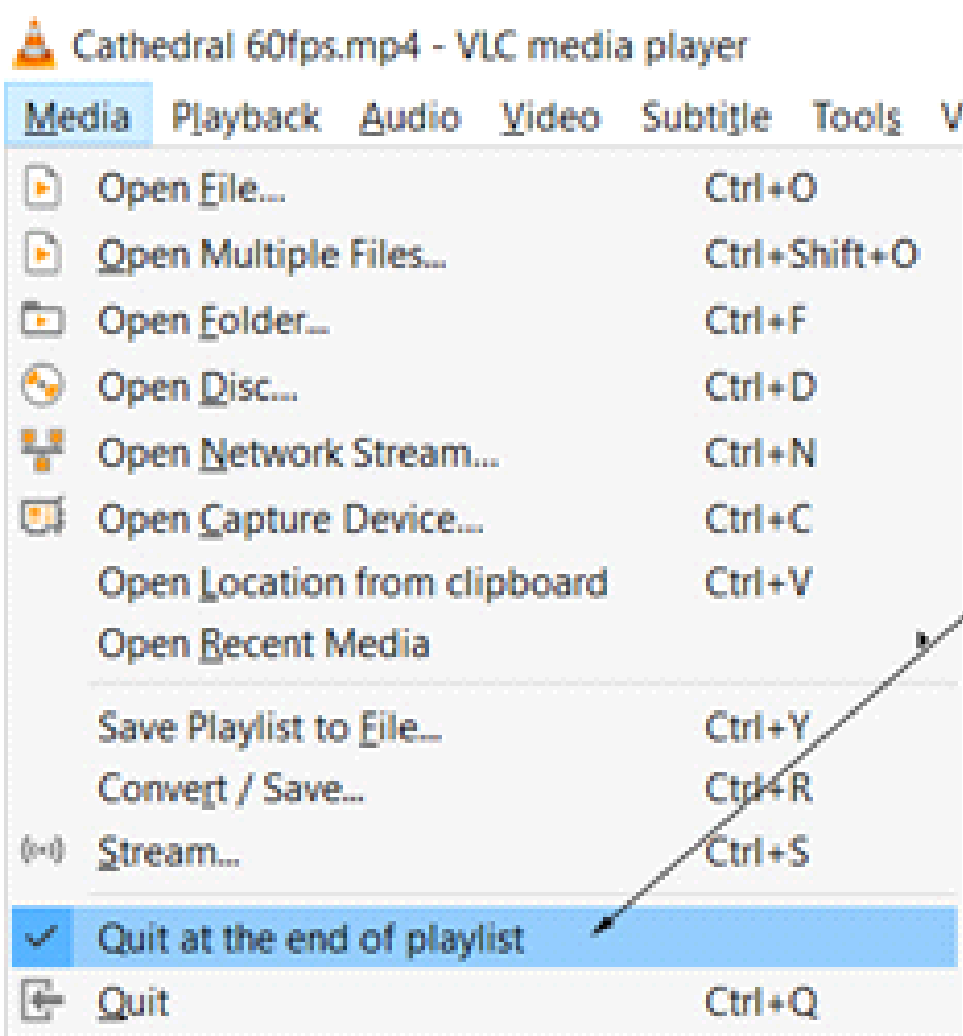 Cathedral 60fps.mp4 - VLC media player
Media Playback Audio Video Subtitle Tools V
Open File... Ctrl+O
Open Multiple Files... Ctrl+Shift+O
Open Folder... Ctrl+F
Open Disc... Ctrl+D
Open Network Stream... Ctrl+N
Open Capture Device... Ctrl+C
Open Location from clipboard Ctrl+V
Open Recent Media
Save Playlist to File... Ctrl+Y
Convert / Save... Ctrl+R
Stream... Ctrl+S
Quit at the end of playlist
Quit Ctrl+Q